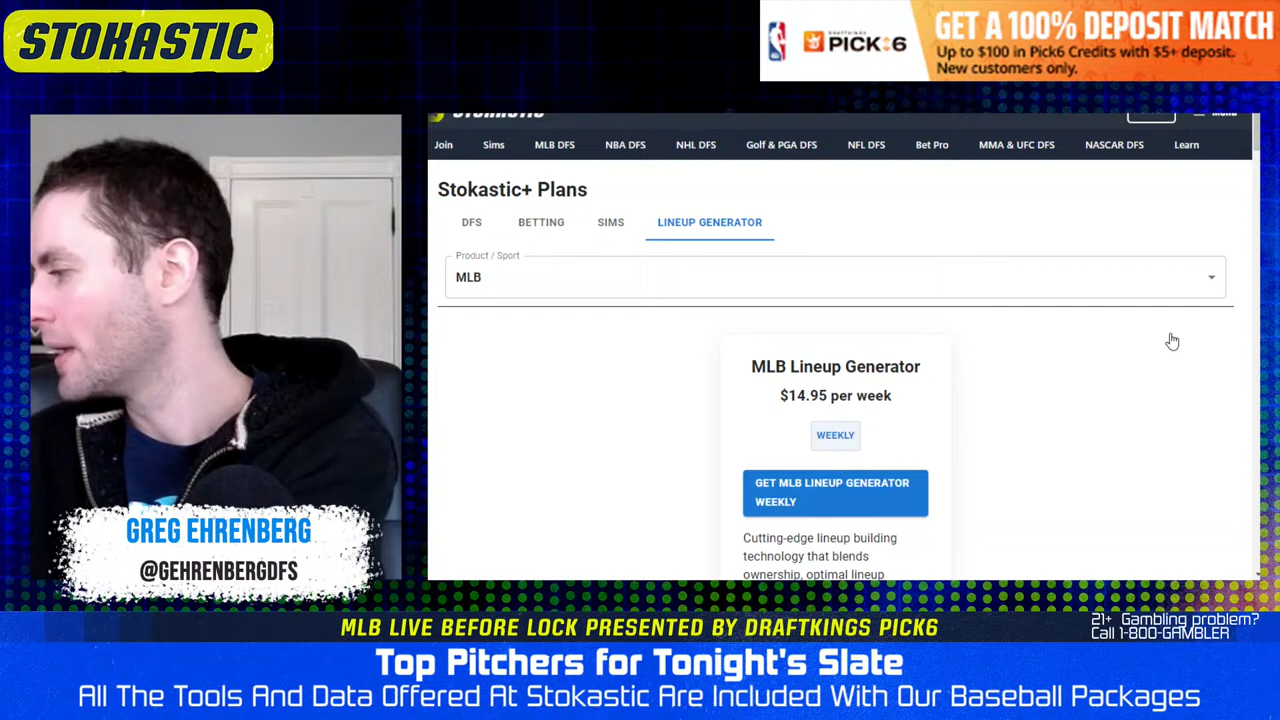 STOKASTIC
DRAFTKINGS
PICK6
GET A 100% DEPOSIT MATCH
Up to $100 in Pick6 Credits with $5+ deposit.
New customers only.
Join Sims MLB DFS NBA DFS NHL DFS Golf & PGA DFS NFL DFS Bet Pro MMA & UFC DFS NASCAR DFS Learn
Stokastic+ Plans
DFS BETTING SIMS LINEUP GENERATOR
Product / Sport
MLB
MLB Lineup Generator
$14.95 per week
WEEKLY
GET MLB LINEUP GENERATOR
WEEKLY
Cutting-edge lineup building
technology that blends
ownership, optimal lineup
GREG EHRENBERG
@GEHRENBERGDFS
MLB LIVE BEFORE LOCK PRESENTED BY DRAFTKINGS PICK6
21+ Gambling problem?
Call 1-800-GAMBLER
Top Pitchers for Tonight's Slate
All The Tools And Data Offered At Stokastic Are Included With Our Baseball Packages